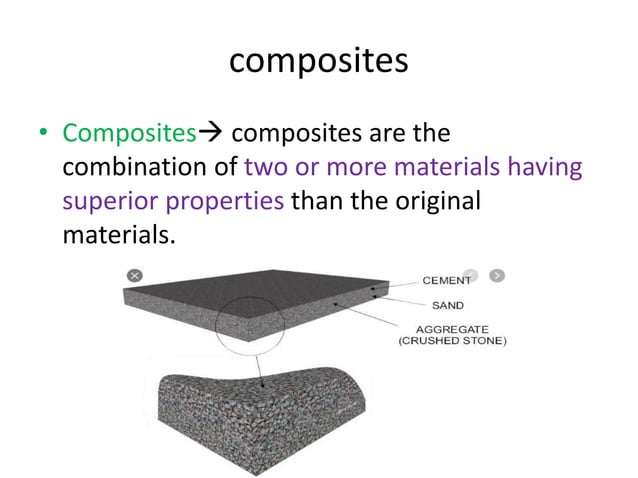 composites
• Composites→ composites are the
combination of two or more materials having
superior properties than the original
materials.
CEMENT
SAND
AGGREGATE
(CRUSHED STONE)